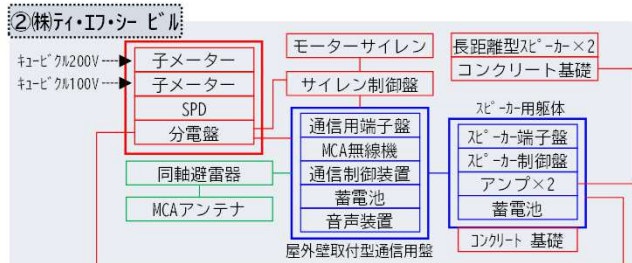 ②㈱ティ・エフ・シー ビル
キュービクル200V
キュービクル100V
子メーター
子メーター
SPD
分電盤
同軸避雷器
MCAアンテナ
モーターサイレン
サイレン制御盤
通信用端子盤
MCA無線機
通信制御装置
蓄電池
音声装置
屋外壁取付型通信用盤
長距離型スピーカー×2
コンクリート基礎
スピーカー用躯体
スピーカー端子盤
スピーカー制御盤
アンプ×2
蓄電池
コンクリート 基礎